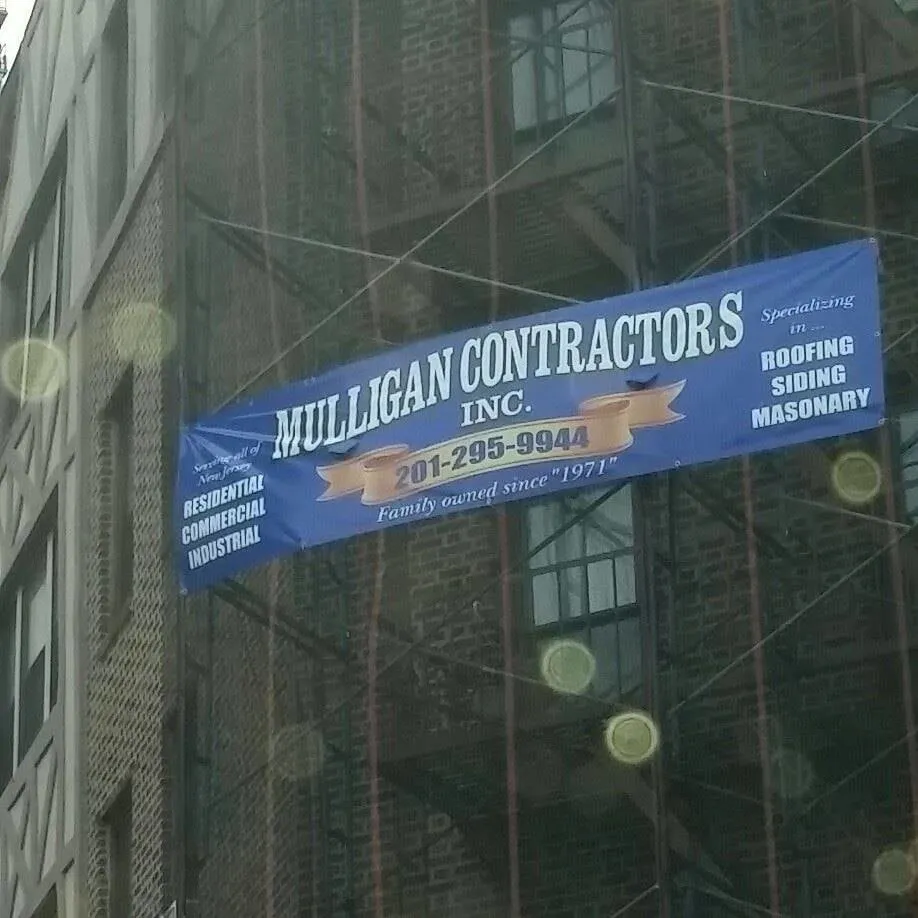 MULLIGAN CONTRACTORS
INC.
201-295-9944
Family owned since "1971"
Serving all of
New Jersey
RESIDENTIAL
COMMERCIAL
INDUSTRIAL
Specializing
in ...
ROOFING
SIDING
MASONARY